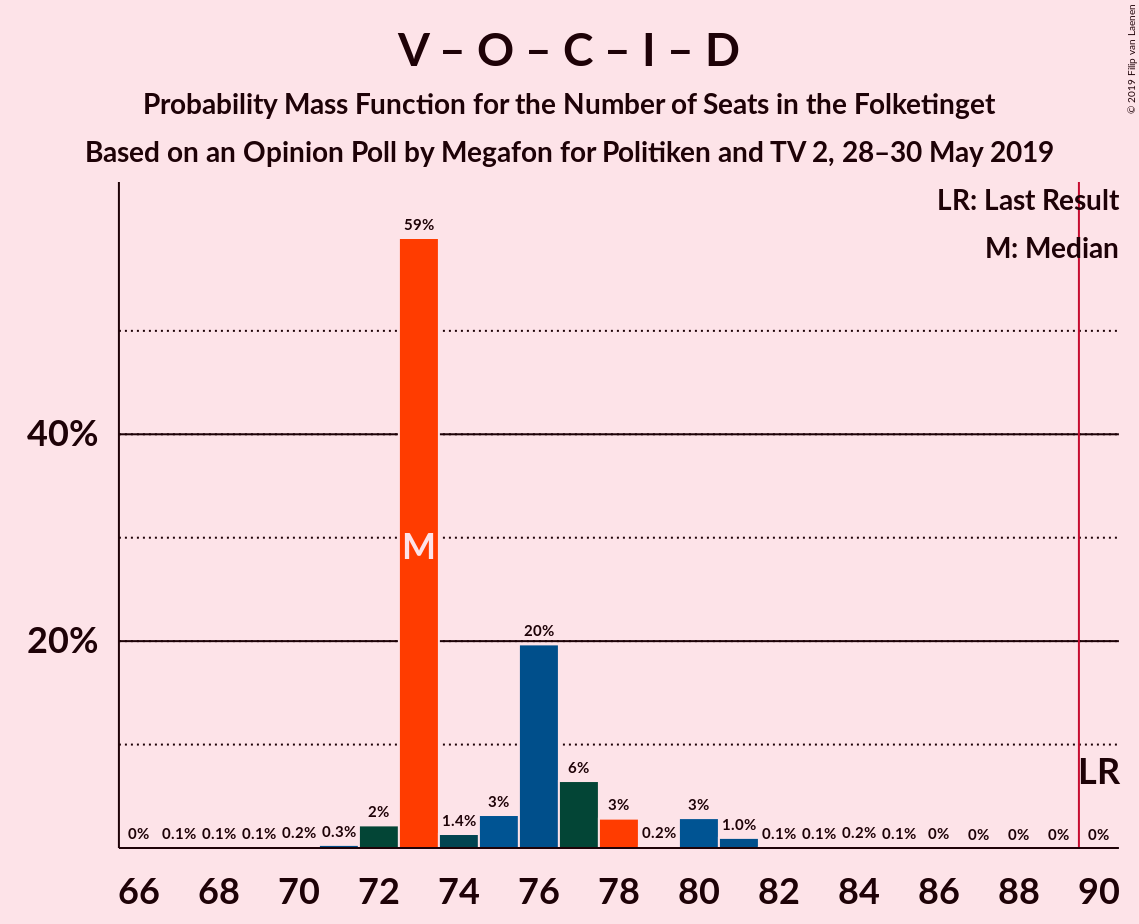 V – O – C – I – D
Probability Mass Function for the Number of Seats in the Folketinget
Based on an Opinion Poll by Megafon for Politiken and TV 2, 28–30 May 2019
© 2019 Filip van Laenen
LR: Last Result
M: Median
59%
40%
M
20%
20%
LR
0% 0.1% 0.1% 0.1% 0.2% 0.3% 2% 1.4% 3% 6% 3% 0.2% 3% 1.0% 0.1% 0.1% 0.2% 0.1% 0% 0% 0% 0% 0%
66 68 70 72 74 76 78 80 82 84 86 88 90